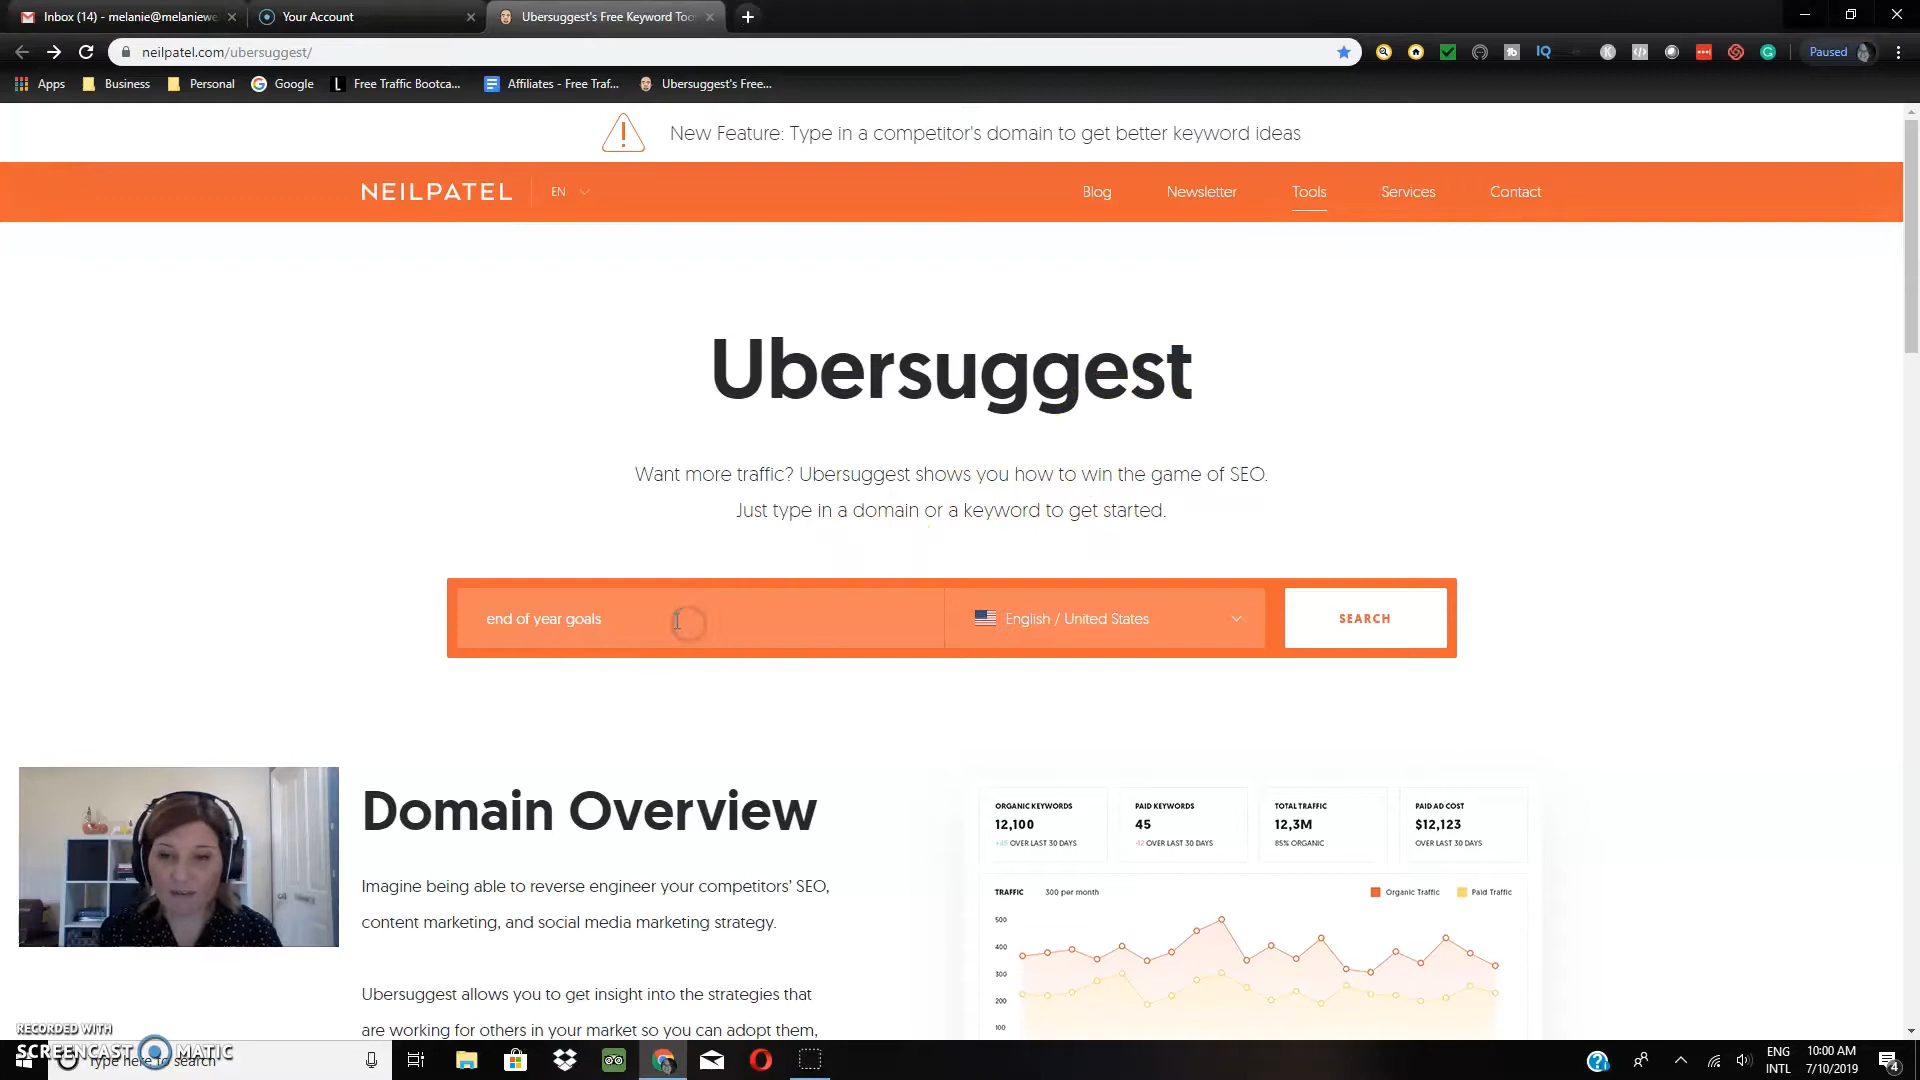 Inbox (14) - melanie@melaniewe
Your Account
Ubersuggest's Free Keyword Too
neilpatel.com/ubersuggest/
IQ
Paused
Apps
Business
Personal
Google
Free Traffic Bootca...
Affiliates - Free Traf...
Ubersuggest's Free...
New Feature: Type in a competitor's domain to get better keyword ideas
NEILPATEL
EN
Blog
Newsletter
Tools
Services
Contact
Ubersuggest
Want more traffic? Ubersuggest shows you how to win the game of SEO.
Just type in a domain or a keyword to get started.
end of year goals
English / United States
SEARCH
Domain Overview
Imagine being able to reverse engineer your competitors' SEO,
content marketing, and social media marketing strategy.
Ubersuggest allows you to get insight into the strategies that
are working for others in your market so you can adopt them,
ORGANIC KEYWORDS
12,100
+45 OVER LAST 30 DAYS
PAID KEYWORDS
45
-12 OVER LAST 30 DAYS
TOTAL TRAFFIC
12,3M
85% ORGANIC
PAID AD COST
$12,123
OVER LAST 30 DAYS
TRAFFIC 300 per month
Organic Traffic
Paid Traffic
500
400
300
200
100
RECORDED WITH
SCREENCAST MATIC
Type here to search
ENG
INTL
10:00 AM
7/10/2019
4